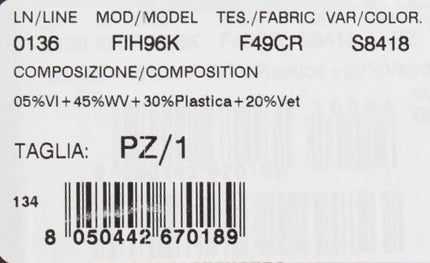 LN/LINE MOD/MODEL TES./FABRIC VAR/COLOR.
0136 FIH96K F49CR S8418
COMPOSIZIONE/COMPOSITION
05%VI+45%WV+30%Plastica+20%Vet
TAGLIA: PZ/1
134
8 050442 670189